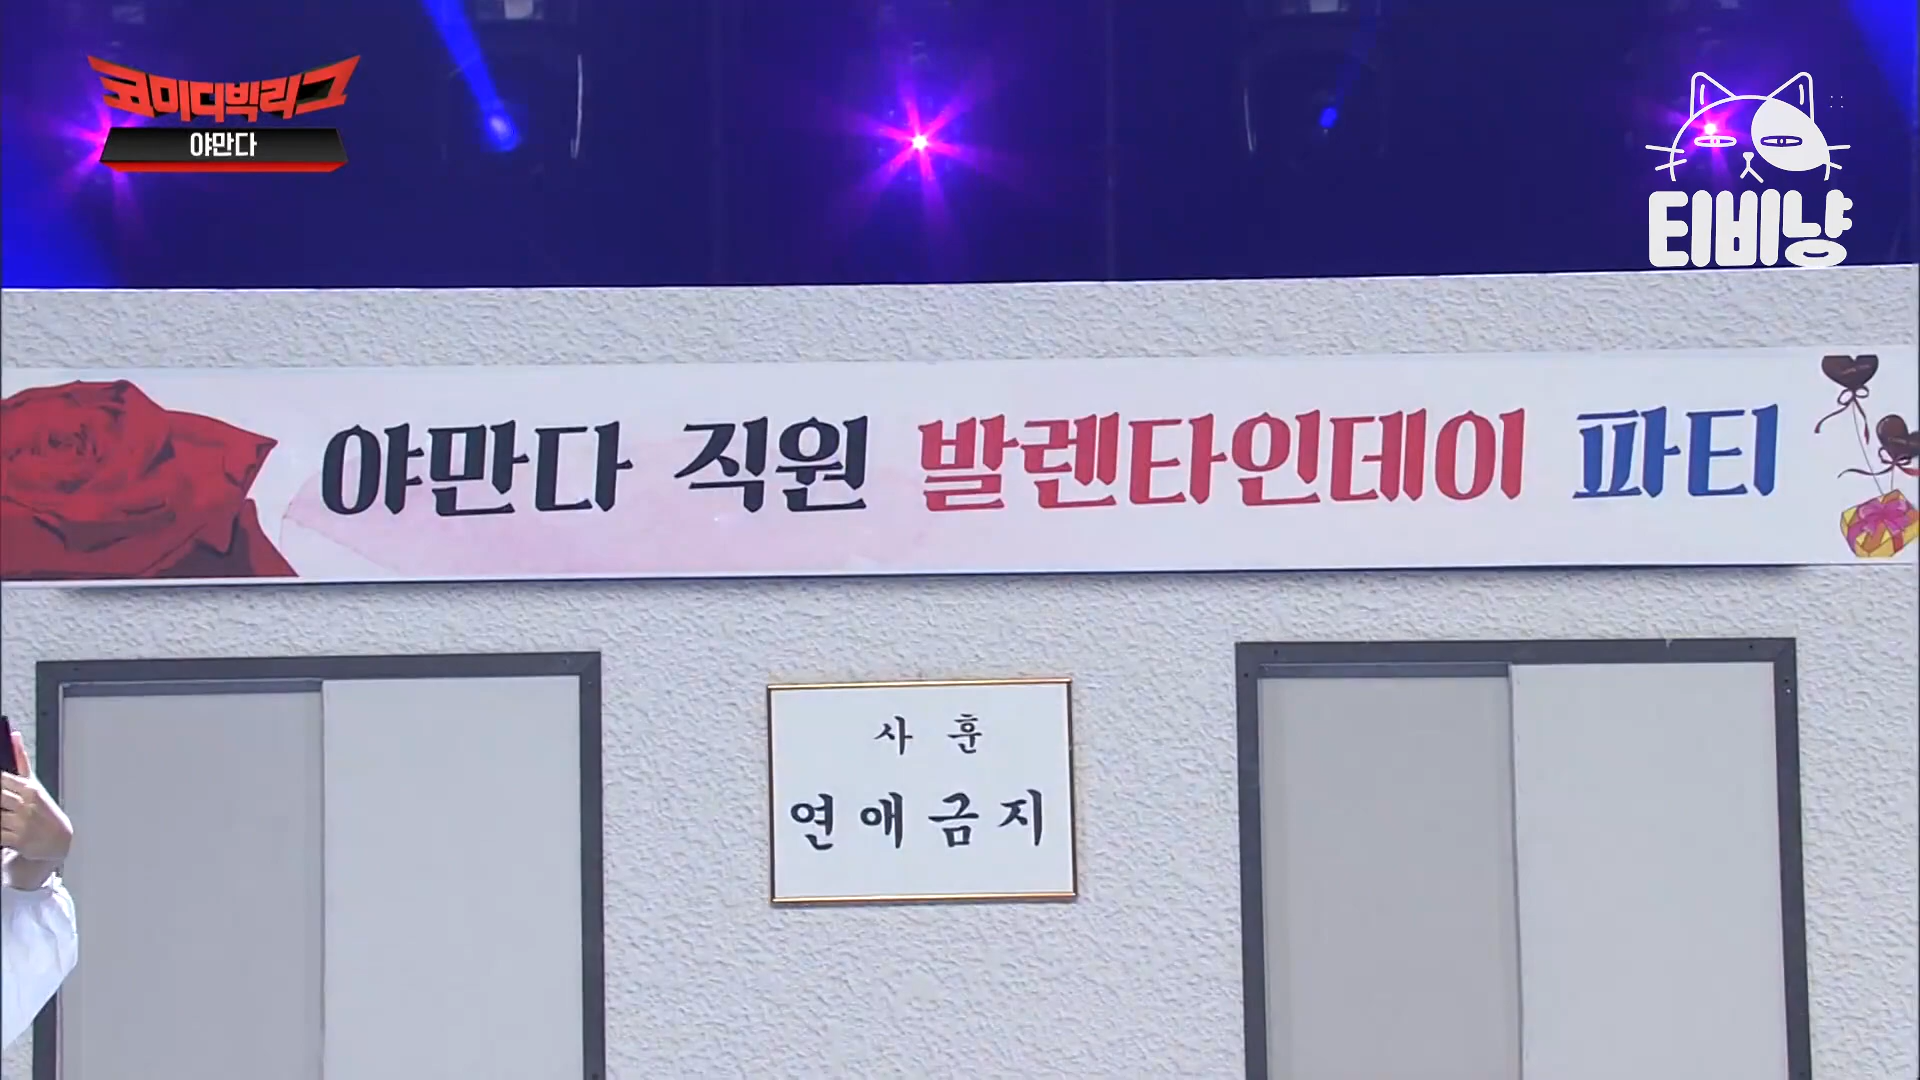 코미디빅리그
야만다
티비냥
야만다 직원 발렌타인데이 파티
사 훈
연애금지